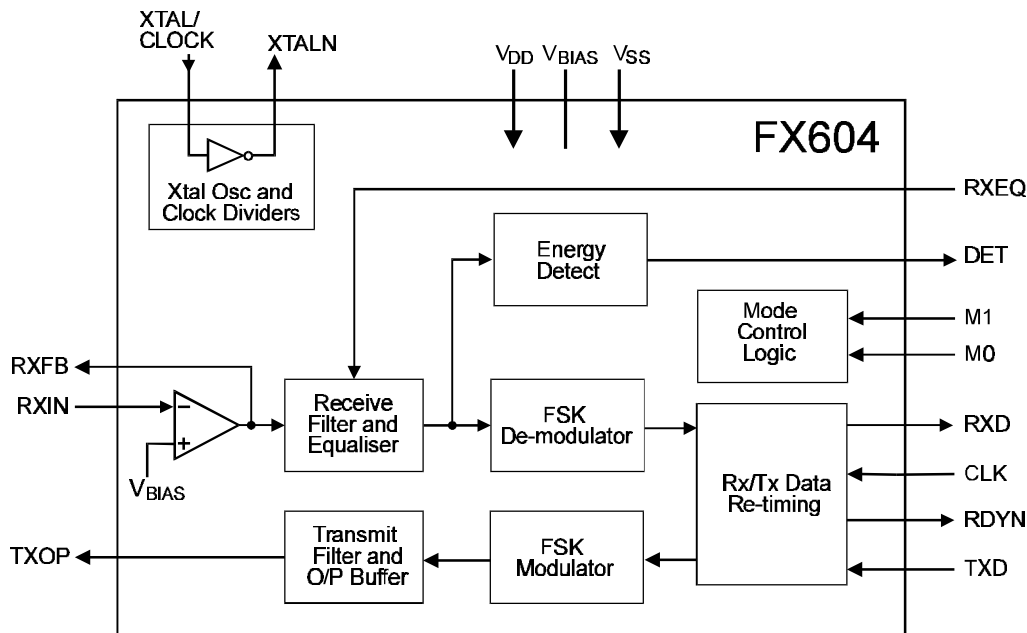 XTAL/
CLOCK
XTALN
VDD
VBIAS
VSS
FX604
Xtal Osc and
Clock Dividers
RXEQ
Energy
Detect
DET
Mode
Control
Logic
M1
M0
RXFB
RXIN
−
+
VBIAS
Receive
Filter and
Equaliser
FSK
De-modulator
Rx/Tx Data
Re-timing
RXD
CLK
RDYN
TXD
TXOP
Transmit
Filter and
O/P Buffer
FSK
Modulator